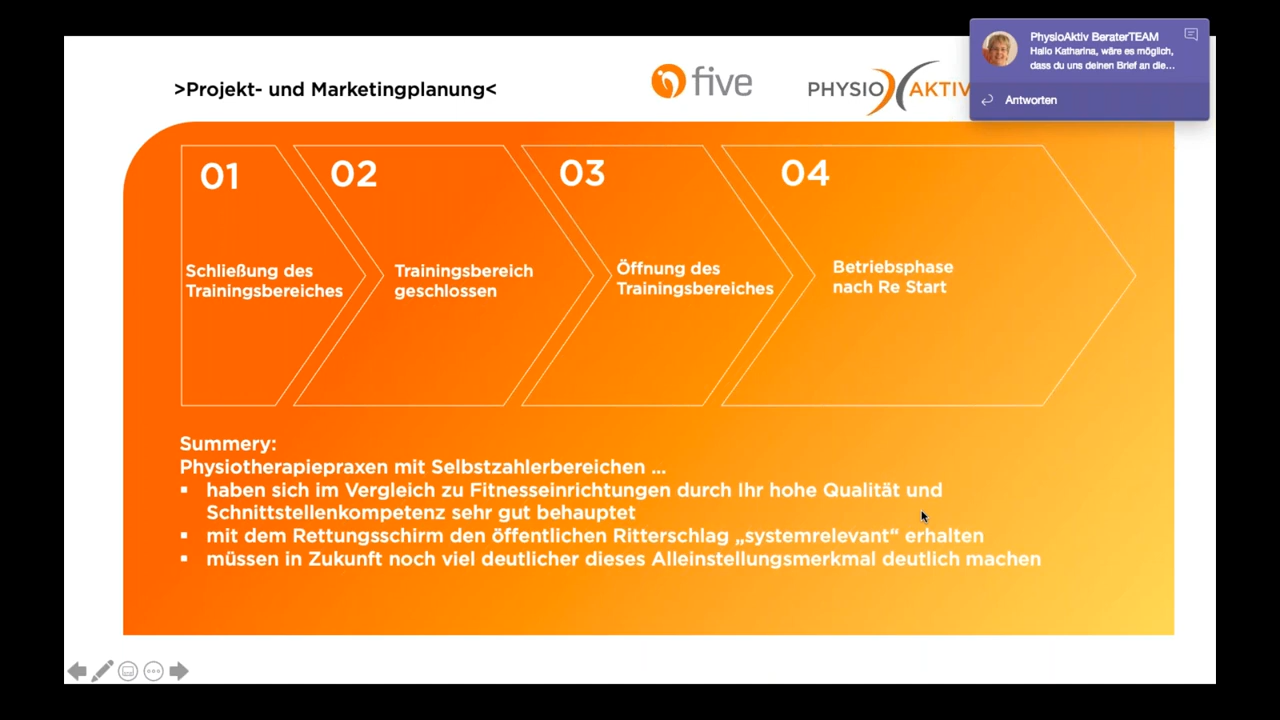 >Projekt- und Marketingplanung<
five
PHYSIO AKTIV
PhysioAktiv BeraterTEAM
Hallo Katharina, wäre es möglich,
dass du uns deinen Brief an die...
Antworten
01
02
03
04
Schließung des
Trainingsbereiches
Trainingsbereich
geschlossen
Öffnung des
Trainingsbereiches
Betriebsphase
nach Re Start
Summery:
Physiotherapiepraxen mit Selbstzahlerbereichen ...
▪ haben sich im Vergleich zu Fitnesseinrichtungen durch Ihr hohe Qualität und
Schnittstellenkompetenz sehr gut behauptet
▪ mit dem Rettungsschirm den öffentlichen Ritterschlag „systemrelevant“ erhalten
▪ müssen in Zukunft noch viel deutlicher dieses Alleinstellungsmerkmal deutlich machen